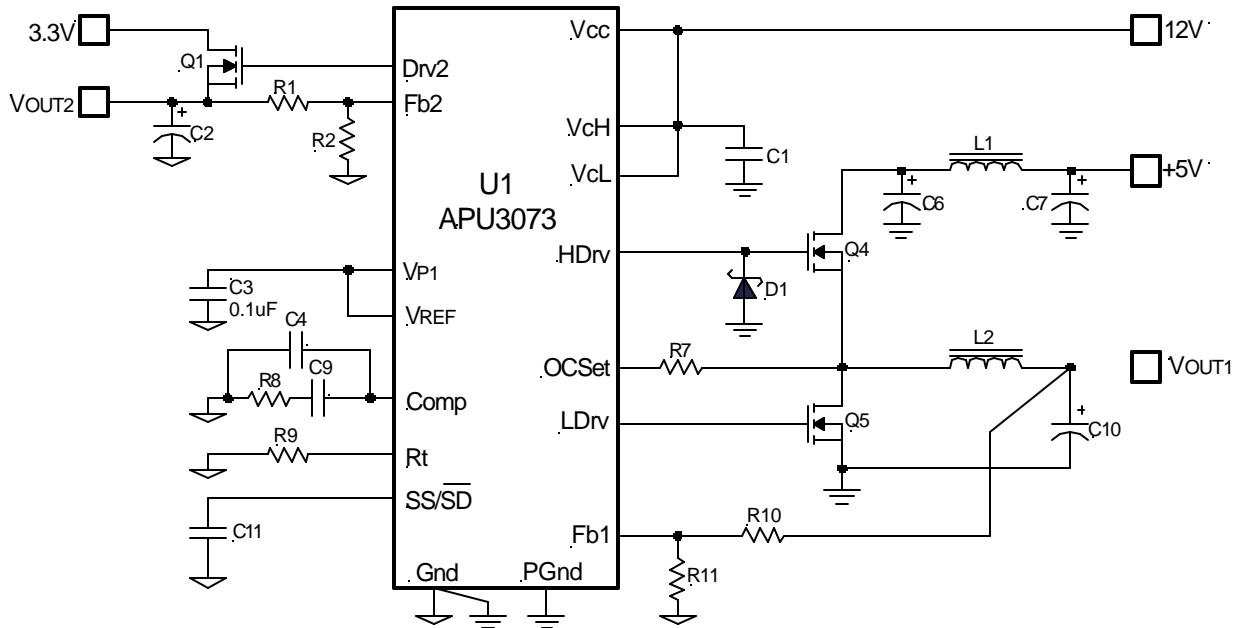 3.3V
Q1
VOUT2
C2
R1
R2
Drv2
Fb2
U1
APU3073
Vcc
VcH
VcL
12V
C1
L1
+5V
C6
C7
HDrv
Q4
D1
VP1
VREF
C3
0.1uF
C4
C9
R8
Comp
R9
Rt
SS/SD
C11
OCSet
R7
L2
VOUT1
LDrv
Q5
C10
Fb1
R10
R11
Gnd
PGnd